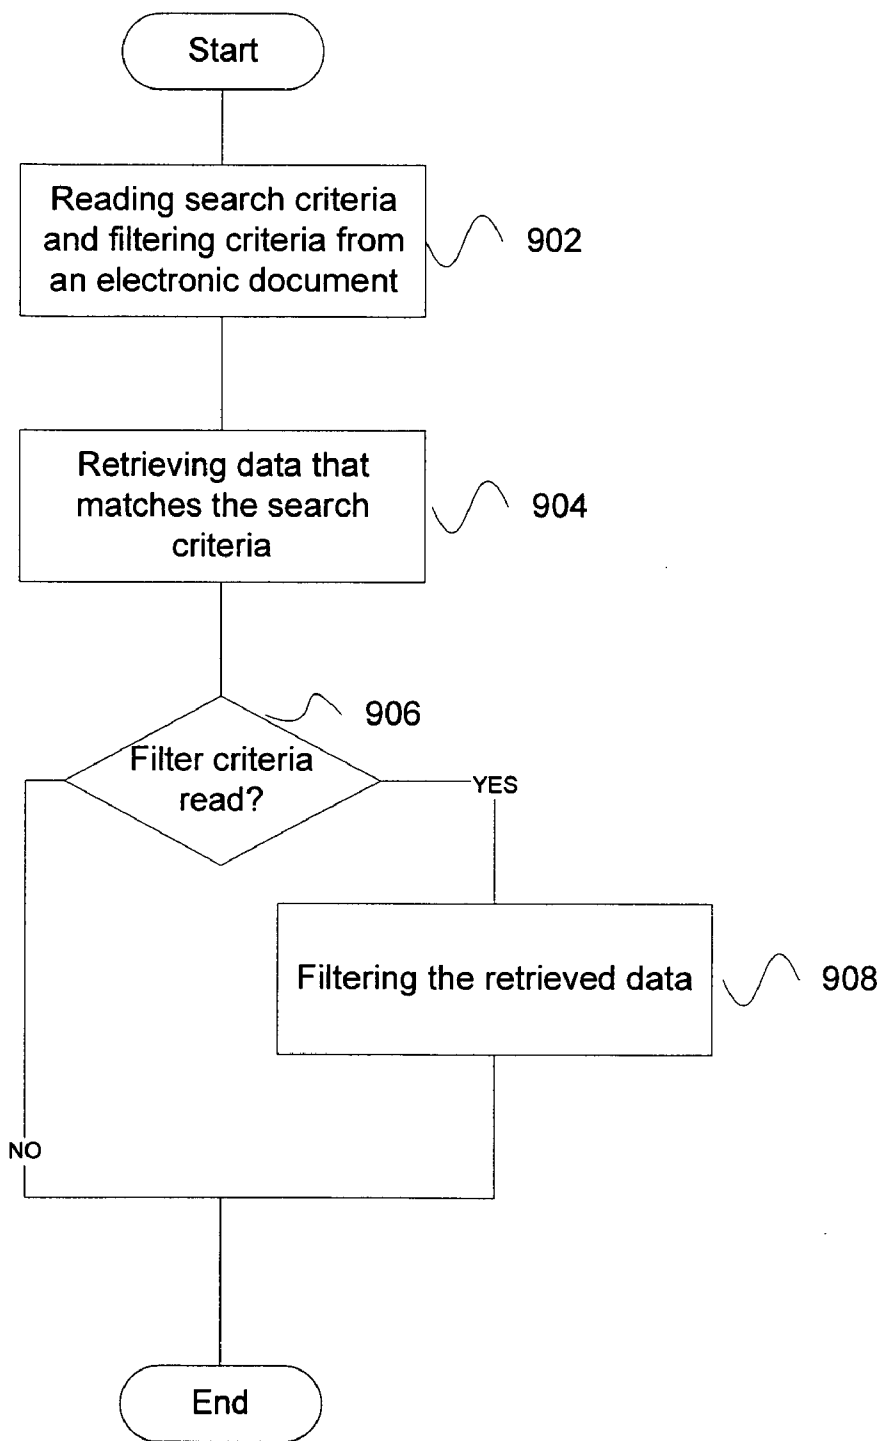 Start
Reading search criteria
and filtering criteria from
an electronic document
902
Retrieving data that
matches the search
criteria
904
906
Filter criteria
read?
YES
Filtering the retrieved data
908
NO
End